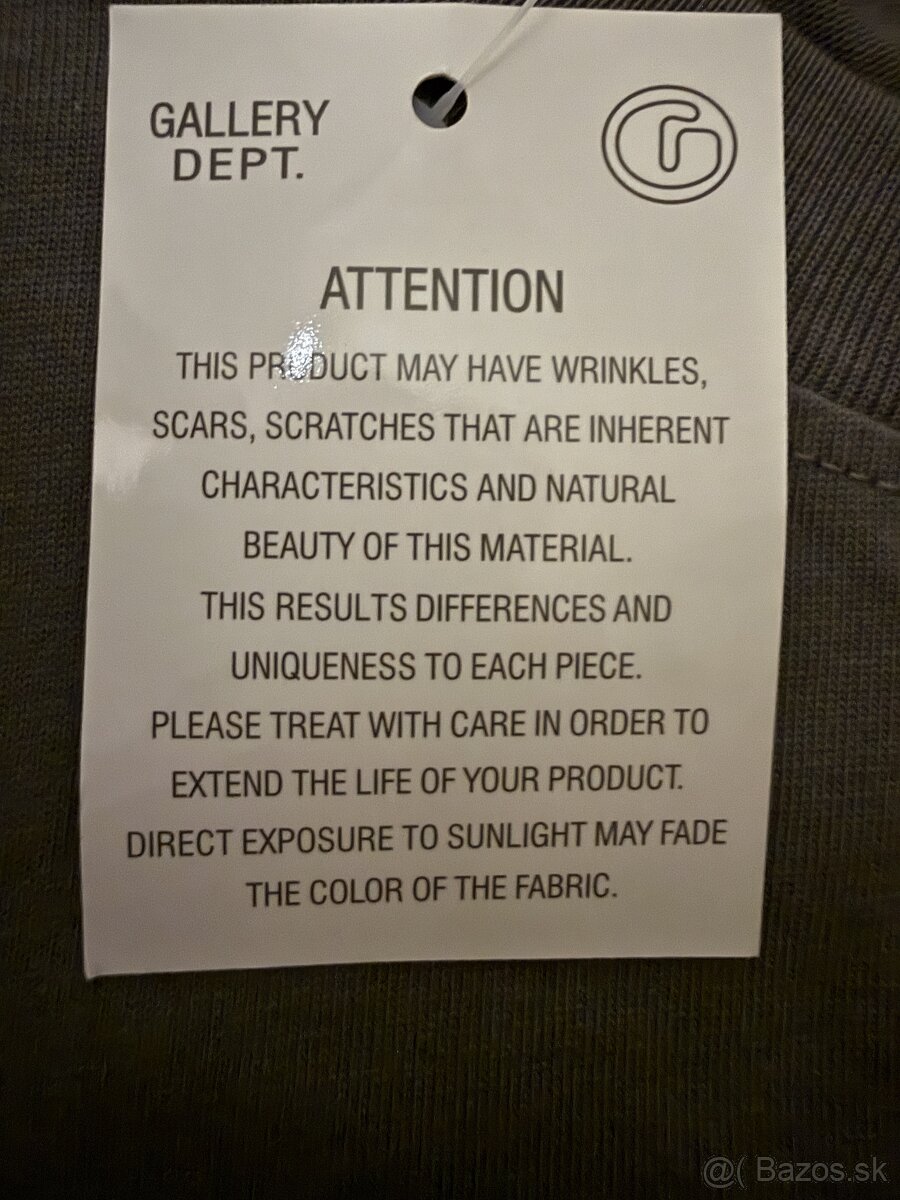 GALLERY
DEPT.
G
ATTENTION
THIS PRODUCT MAY HAVE WRINKLES,
SCARS, SCRATCHES THAT ARE INHERENT
CHARACTERISTICS AND NATURAL
BEAUTY OF THIS MATERIAL.
THIS RESULTS DIFFERENCES AND
UNIQUENESS TO EACH PIECE.
PLEASE TREAT WITH CARE IN ORDER TO
EXTEND THE LIFE OF YOUR PRODUCT.
DIRECT EXPOSURE TO SUNLIGHT MAY FADE
THE COLOR OF THE FABRIC.
@( Bazos.sk